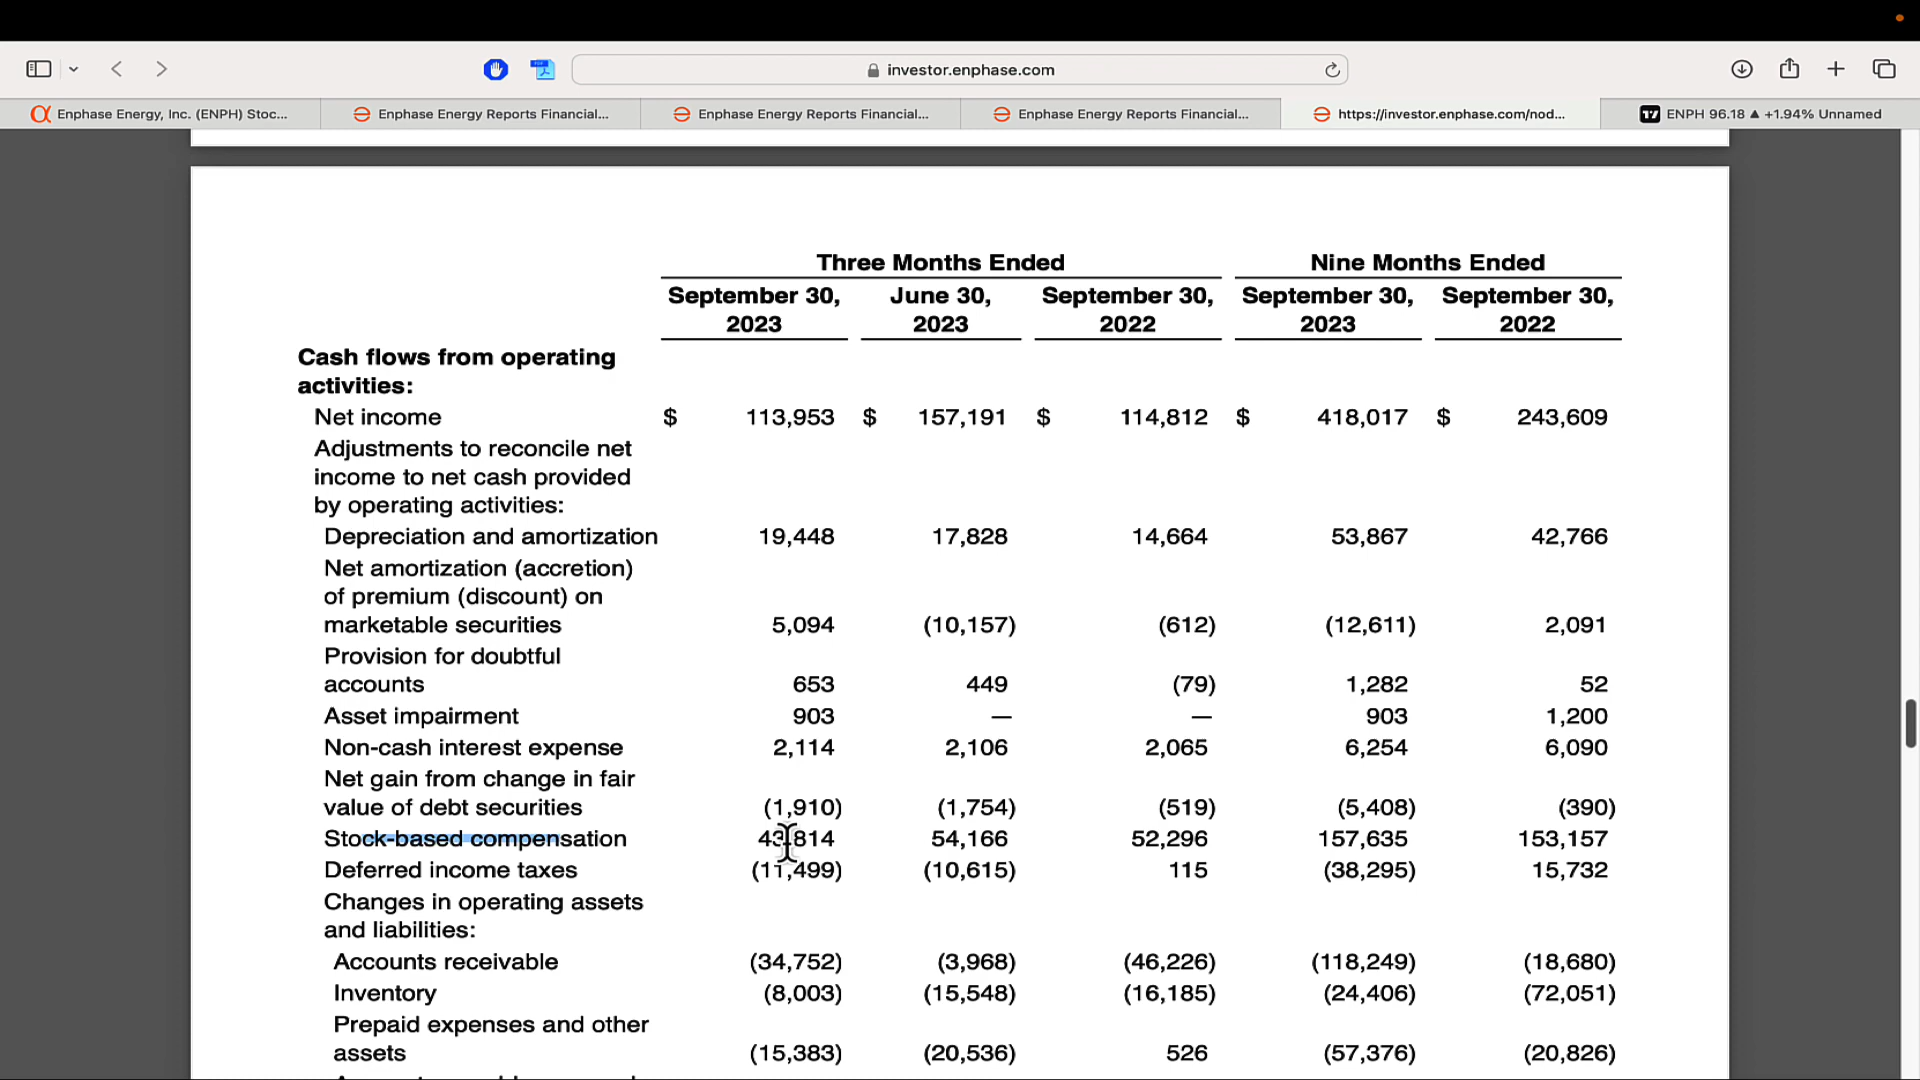 investor.enphase.com
Enphase Energy, Inc. (ENPH) Stoc...
Enphase Energy Reports Financial...
Enphase Energy Reports Financial...
Enphase Energy Reports Financial...
https://investor.enphase.com/nod...
ENPH 96.18 ▲ +1.94% Unnamed
Three Months Ended Nine Months Ended
September 30, June 30, September 30, September 30, September 30,
2023 2023 2022 2023 2022
Cash flows from operating
activities:
Net income $ 113,953 $ 157,191 $ 114,812 $ 418,017 $ 243,609
Adjustments to reconcile net
income to net cash provided
by operating activities:
Depreciation and amortization 19,448 17,828 14,664 53,867 42,766
Net amortization (accretion)
of premium (discount) on
marketable securities 5,094 (10,157) (612) (12,611) 2,091
Provision for doubtful
accounts 653 449 (79) 1,282 52
Asset impairment 903 — — 903 1,200
Non-cash interest expense 2,114 2,106 2,065 6,254 6,090
Net gain from change in fair
value of debt securities (1,910) (1,754) (519) (5,408) (390)
Stock-based compensation 43,814 54,166 52,296 157,635 153,157
Deferred income taxes (11,499) (10,615) 115 (38,295) 15,732
Changes in operating assets
and liabilities:
Accounts receivable (34,752) (3,968) (46,226) (118,249) (18,680)
Inventory (8,003) (15,548) (16,185) (24,406) (72,051)
Prepaid expenses and other
assets (15,383) (20,536) 526 (57,376) (20,826)